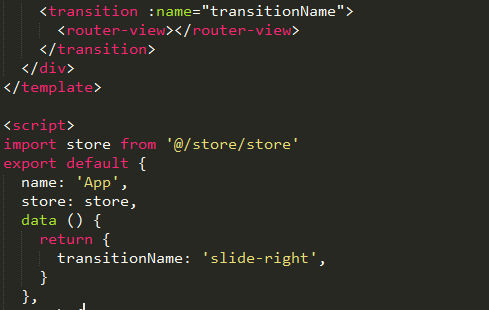 <transition :name="transitionName">
<router-view></router-view>
</transition>
</div>
</template>
<script>
import store from '@/store/store'
export default {
name: 'App',
store: store,
data () {
return {
transitionName: 'slide-right',
}
},